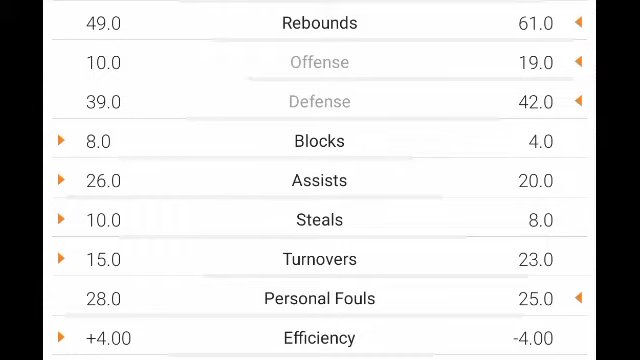 49.0 Rebounds 61.0
10.0 Offense 19.0
39.0 Defense 42.0
8.0 Blocks 4.0
26.0 Assists 20.0
10.0 Steals 8.0
15.0 Turnovers 23.0
28.0 Personal Fouls 25.0
+4.00 Efficiency -4.00